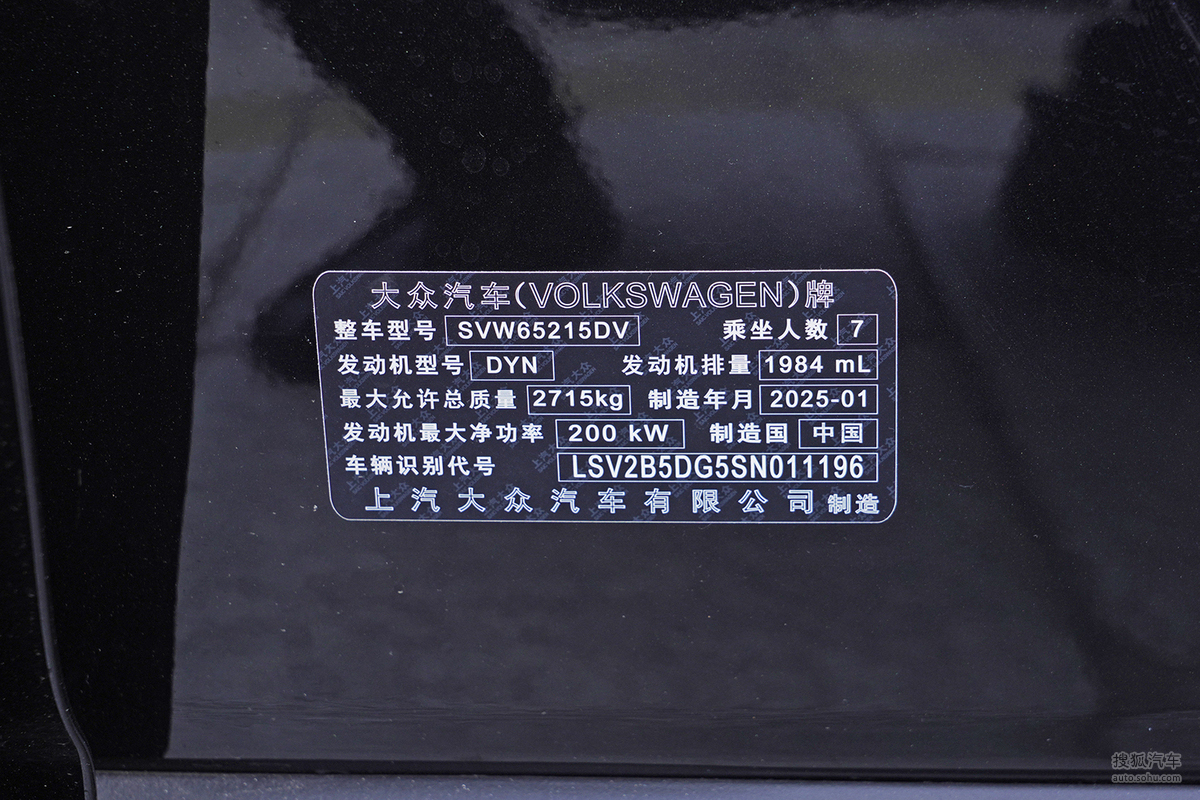 大众汽车(VOLKSWAGEN)牌
整车型号 SVW65215DV 乘坐人数 7
发动机型号 DYN 发动机排量 1984 mL
最大允许总质量 2715kg 制造年月 2025-01
发动机最大净功率 200 kW 制造国 中国
车辆识别代号 LSV2B5DG5SN011196
上汽大众汽车有限公司 制造
搜狐汽车
auto.sohu.com